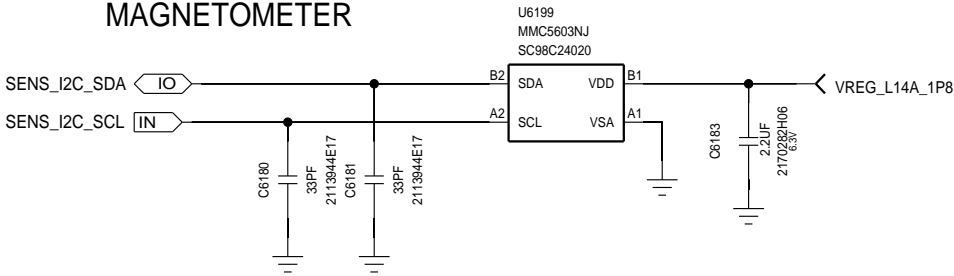 MAGNETOMETER
U6199
MMC5603NJ
SC98C24020
SENS_I2C_SDA IO B2 SDA VDD B1 VREG_L14A_1P8
SENS_I2C_SCL IN A2 SCL VSA A1
C6180
33PF
2113944E17
C6181
33PF
2113944E17
C6183
2.2UF
2170282H06
6.3V